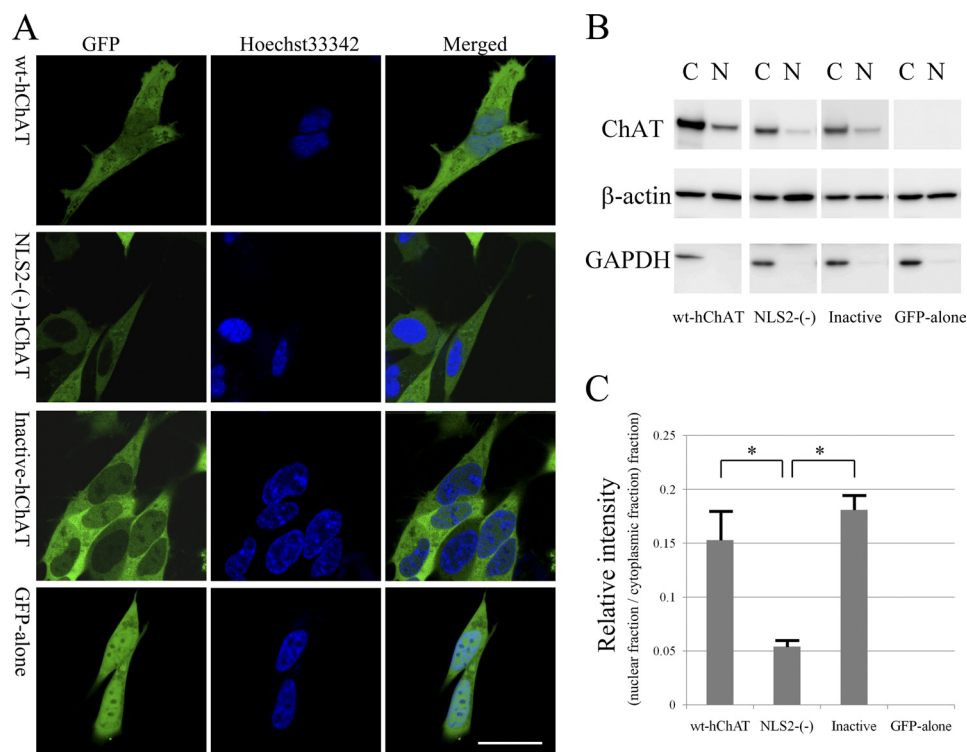 A
GFP
Hoechst33342
Merged
wt-hChAT
NLS2-(-)-hChAT
Inactive-hChAT
GFP-alone
B
C N C N C N C N
ChAT
β-actin
GAPDH
wt-hChAT NLS2-(-) Inactive GFP-alone
C
Relative intensity
(nuclear fraction / cytoplasmic fraction) fraction)
0.25
0.2
0.15
0.1
0.05
0
* *
wt-hChAT NLS2-(-) Inactive GFP-alone